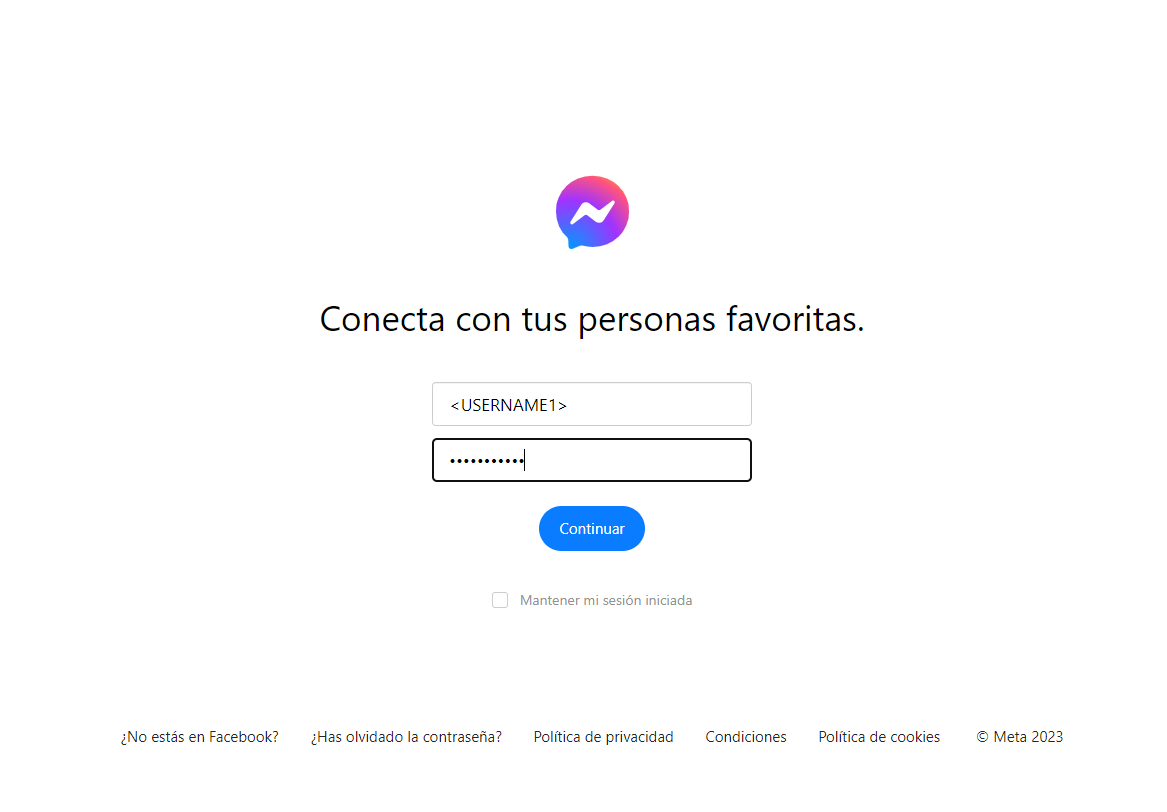 Conecta con tus personas favoritas.
<USERNAME1>
•••••••••••
Continuar
Mantener mi sesión iniciada
¿No estás en Facebook? ¿Has olvidado la contraseña? Política de privacidad Condiciones Política de cookies © Meta 2023